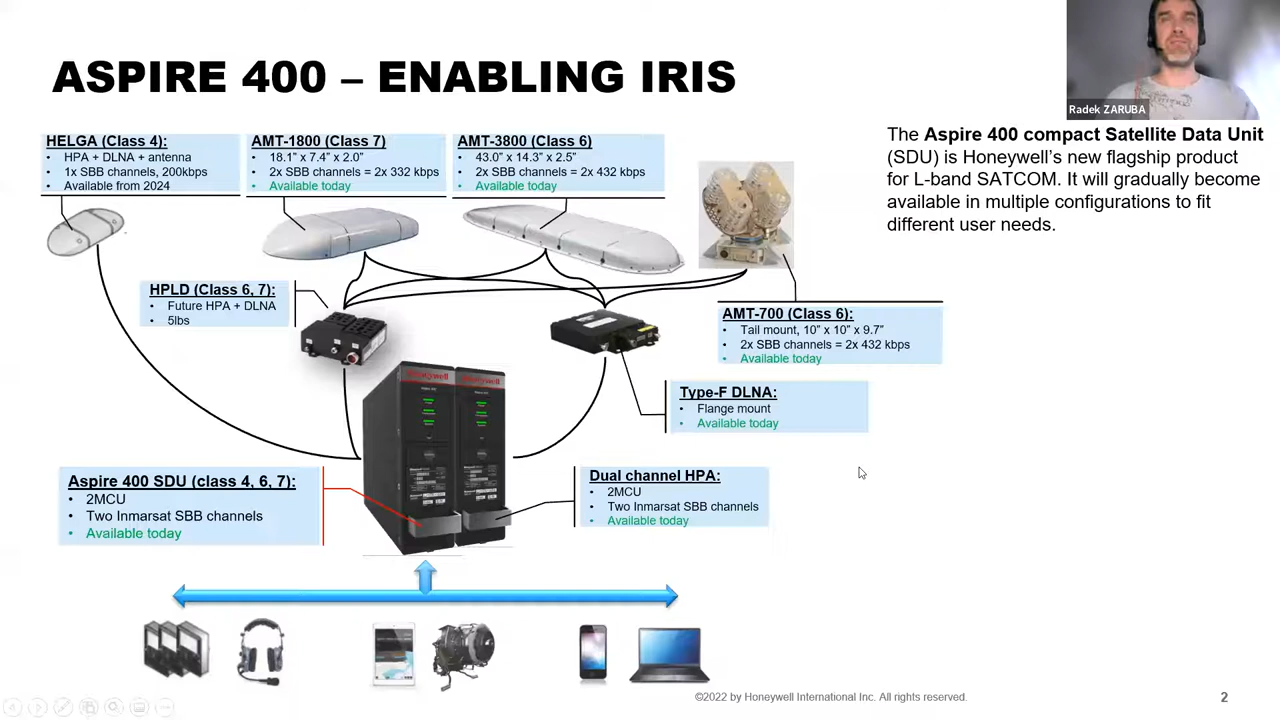 ASPIRE 400 – ENABLING IRIS
Radek ZARUBA
HELGA (Class 4):
• HPA + DLNA + antenna
• 1x SBB channels, 200kbps
• Available from 2024
AMT-1800 (Class 7)
• 18.1” x 7.4” x 2.0”
• 2x SBB channels = 2x 332 kbps
• Available today
AMT-3800 (Class 6)
• 43.0” x 14.3” x 2.5”
• 2x SBB channels = 2x 432 kbps
• Available today
The Aspire 400 compact Satellite Data Unit
(SDU) is Honeywell’s new flagship product
for L-band SATCOM. It will gradually become
available in multiple configurations to fit
different user needs.
HPLD (Class 6, 7):
• Future HPA + DLNA
• 5lbs
AMT-700 (Class 6):
• Tail mount, 10” x 10” x 9.7”
• 2x SBB channels = 2x 432 kbps
• Available today
Type-F DLNA:
• Flange mount
• Available today
Honeywell
Honeywell
Aspire 400 SDU (class 4, 6, 7):
• 2MCU
• Two Inmarsat SBB channels
• Available today
Dual channel HPA:
• 2MCU
• Two Inmarsat SBB channels
• Available today
©2022 by Honeywell International Inc. All rights reserved.
2